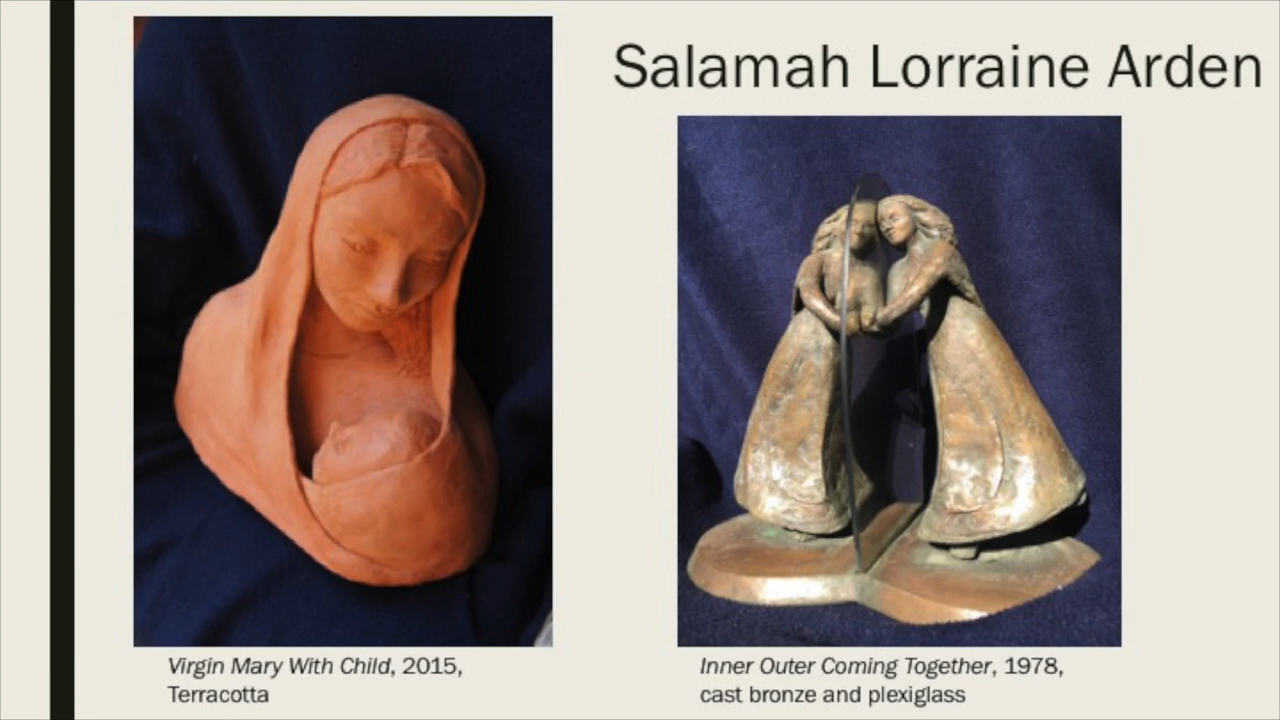 Salamah Lorraine Arden
Virgin Mary With Child, 2015,
Terracotta
Inner Outer Coming Together, 1978,
cast bronze and plexiglass